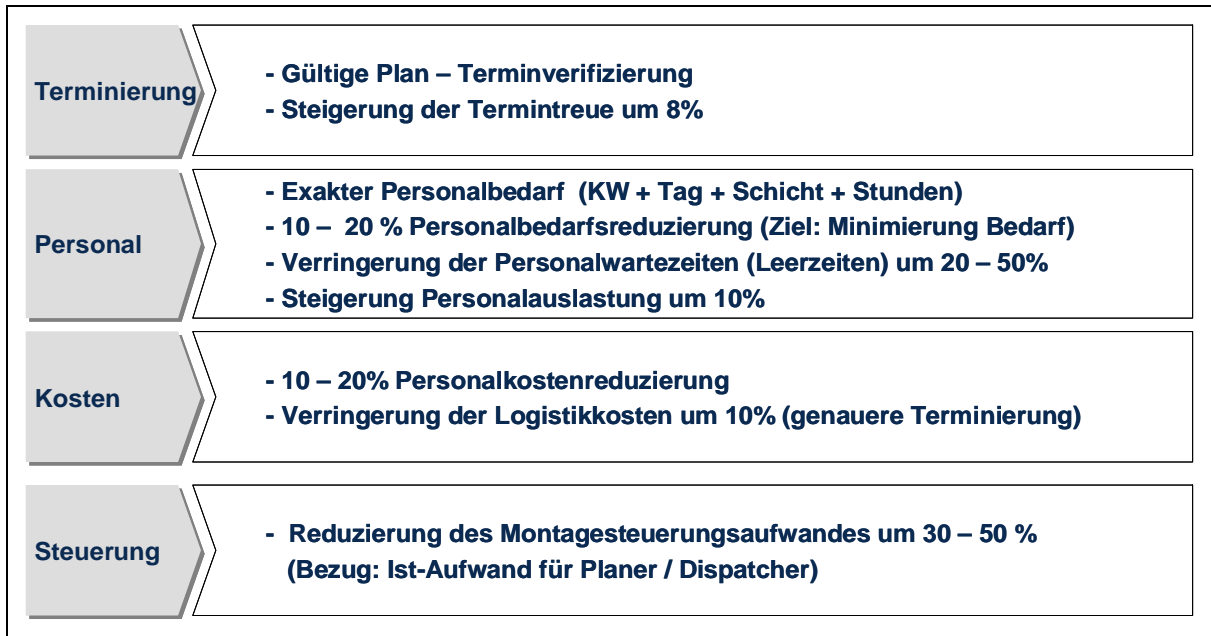 Terminierung
- Gültige Plan – Terminverifizierung
- Steigerung der Termintreue um 8%
Personal
- Exakter Personalbedarf (KW + Tag + Schicht + Stunden)
- 10 – 20 % Personalbedarfsreduzierung (Ziel: Minimierung Bedarf)
- Verringerung der Personalwartezeiten (Leerzeiten) um 20 – 50%
- Steigerung Personalauslastung um 10%
Kosten
- 10 – 20% Personalkostenreduzierung
- Verringerung der Logistikkosten um 10% (genauere Terminierung)
Steuerung
- Reduzierung des Montagesteuerungsaufwandes um 30 – 50 %
(Bezug: Ist-Aufwand für Planer / Dispatcher)